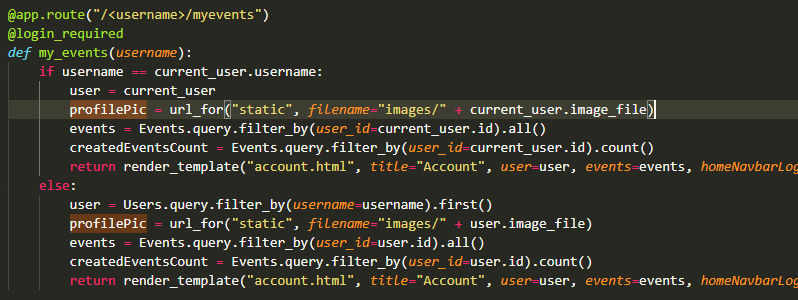 @app.route("/<username>/myevents")
@login_required
def my_events(username):
if username == current_user.username:
user = current_user
profilePic = url_for("static", filename="images/" + current_user.image_file)
events = Events.query.filter_by(user_id=current_user.id).all()
createdEventsCount = Events.query.filter_by(user_id=current_user.id).count()
return render_template("account.html", title="Account", user=user, events=events, homeNavbarLog
else:
user = Users.query.filter_by(username=username).first()
profilePic = url_for("static", filename="images/" + user.image_file)
events = Events.query.filter_by(user_id=user.id).all()
createdEventsCount = Events.query.filter_by(user_id=user.id).count()
return render_template("account.html", title="Account", user=user, events=events, homeNavbarLog